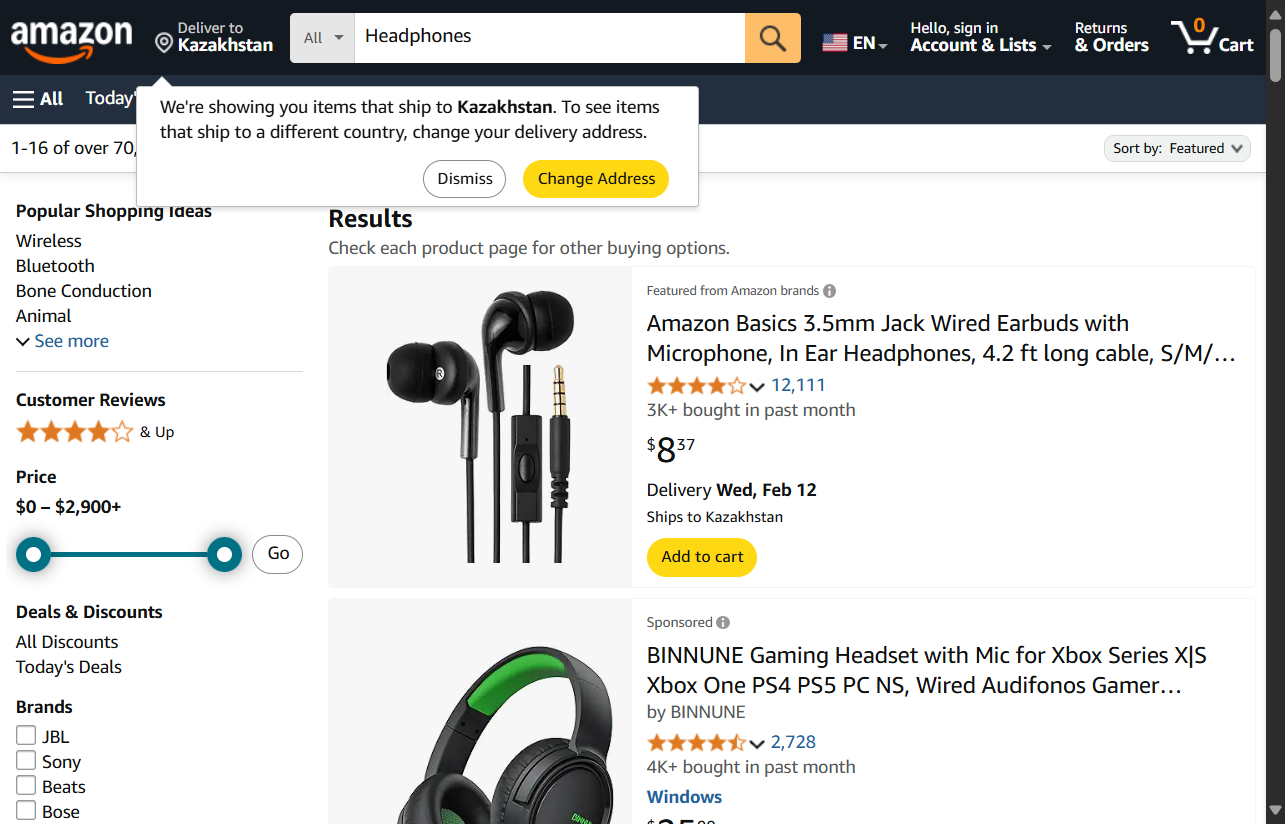 amazon
Deliver to
Kazakhstan
All
Headphones
EN
Hello, sign in
Account & Lists
Returns
& Orders
0
Cart
All
Today'
We're showing you items that ship to Kazakhstan. To see items
that ship to a different country, change your delivery address.
Dismiss
Change Address
1-16 of over 70,
Sort by: Featured
Popular Shopping Ideas
Wireless
Bluetooth
Bone Conduction
Animal
See more
Customer Reviews
& Up
Price
$0 – $2,900+
Go
Deals & Discounts
All Discounts
Today's Deals
Brands
JBL
Sony
Beats
Bose
Results
Check each product page for other buying options.
Featured from Amazon brands
Amazon Basics 3.5mm Jack Wired Earbuds with
Microphone, In Ear Headphones, 4.2 ft long cable, S/M/…
12,111
3K+ bought in past month
$8 37
Delivery Wed, Feb 12
Ships to Kazakhstan
Add to cart
Sponsored
BINNUNE Gaming Headset with Mic for Xbox Series X|S
Xbox One PS4 PS5 PC NS, Wired Audifonos Gamer…
by BINNUNE
2,728
4K+ bought in past month
Windows